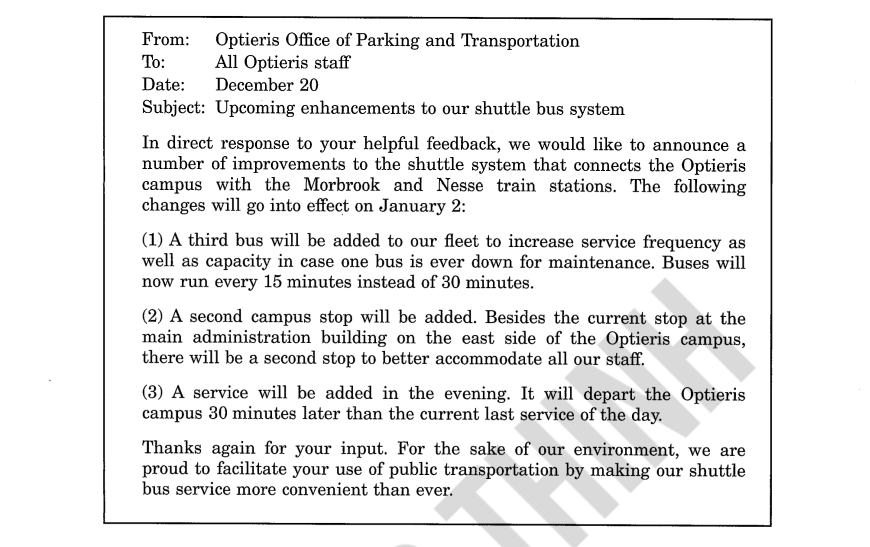 From: Optieris Office of Parking and Transportation
To: All Optieris staff
Date: December 20
Subject: Upcoming enhancements to our shuttle bus system
In direct response to your helpful feedback, we would like to announce a
number of improvements to the shuttle system that connects the Optieris
campus with the Morbrook and Nesse train stations. The following
changes will go into effect on January 2:
(1) A third bus will be added to our fleet to increase service frequency as
well as capacity in case one bus is ever down for maintenance. Buses will
now run every 15 minutes instead of 30 minutes.
(2) A second campus stop will be added. Besides the current stop at the
main administration building on the east side of the Optieris campus,
there will be a second stop to better accommodate all our staff.
(3) A service will be added in the evening. It will depart the Optieris
campus 30 minutes later than the current last service of the day.
Thanks again for your input. For the sake of our environment, we are
proud to facilitate your use of public transportation by making our shuttle
bus service more convenient than ever.
THINH